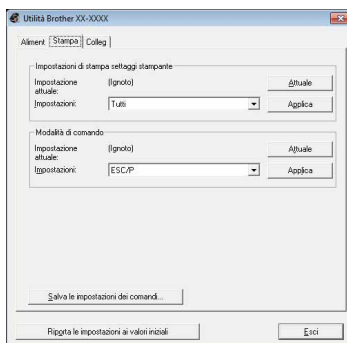 Utilità Brother XX-XXXX
Aliment Stampa Colleg
Impostazioni di stampa settaggi stampante
Impostazione attuale: (Ignoto) Attuale
Impostazioni: Tutti Applica
Modalità di comando
Impostazione attuale: (Ignoto) Attuale
Impostazioni: ESC/P Applica
Salva le impostazioni dei comandi...
Riporta le impostazioni ai valori iniziali Esci